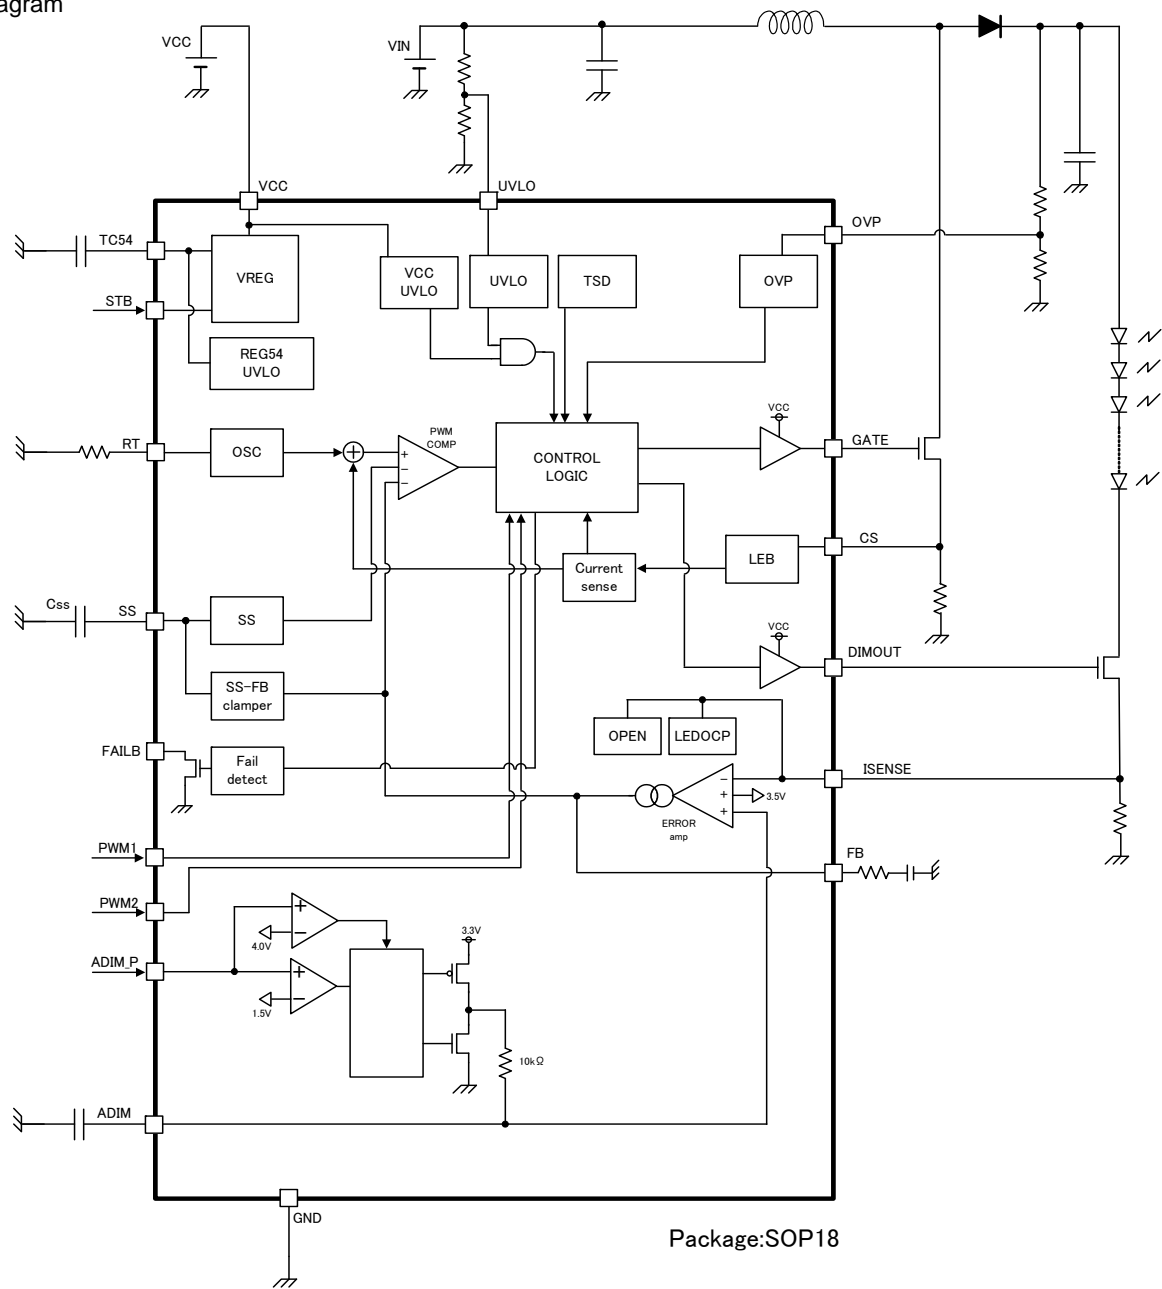 agram
VCC
VIN
VCC
UVLO
TC54
OVP
VREG
VCC
UVLO
UVLO
TSD
OVP
STB
REG54
UVLO
RT
OSC
+
PWM
COMP
+
−
−
CONTROL
LOGIC
VCC
GATE
CS
LEB
Current
sense
Css
SS
SS
VCC
DIMOUT
SS-FB
clamper
OPEN
LEDOCP
FAILB
Fail
detect
ISENSE
−
+
+
3.5V
ERROR
amp
FB
PWM1
PWM2
+
−
4.0V
3.3V
ADIM_P
+
−
1.5V
10kΩ
ADIM
GND
Package:SOP18